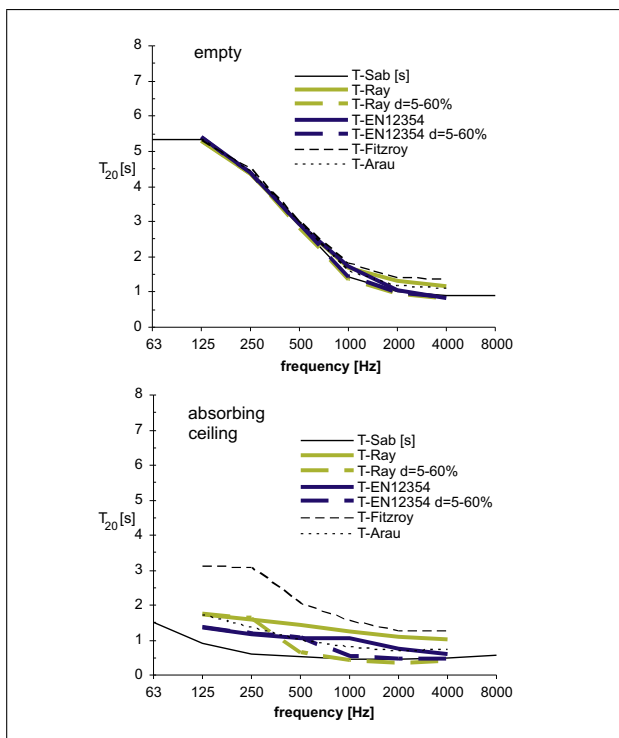 empty
8
7
6
5
4
3
2
1
0
T20 [s]
T-Sab [s]
T-Ray
T-Ray d=5-60%
T-EN12354
T-EN12354 d=5-60%
T-Fitzroy
T-Arau
63 125 250 500 1000 2000 4000 8000
frequency [Hz]
absorbing
ceiling
8
7
6
5
4
3
2
1
0
T20 [s]
T-Sab [s]
T-Ray
T-Ray d=5-60%
T-EN12354
T-EN12354 d=5-60%
T-Fitzroy
T-Arau
63 125 250 500 1000 2000 4000 8000
frequency [Hz]